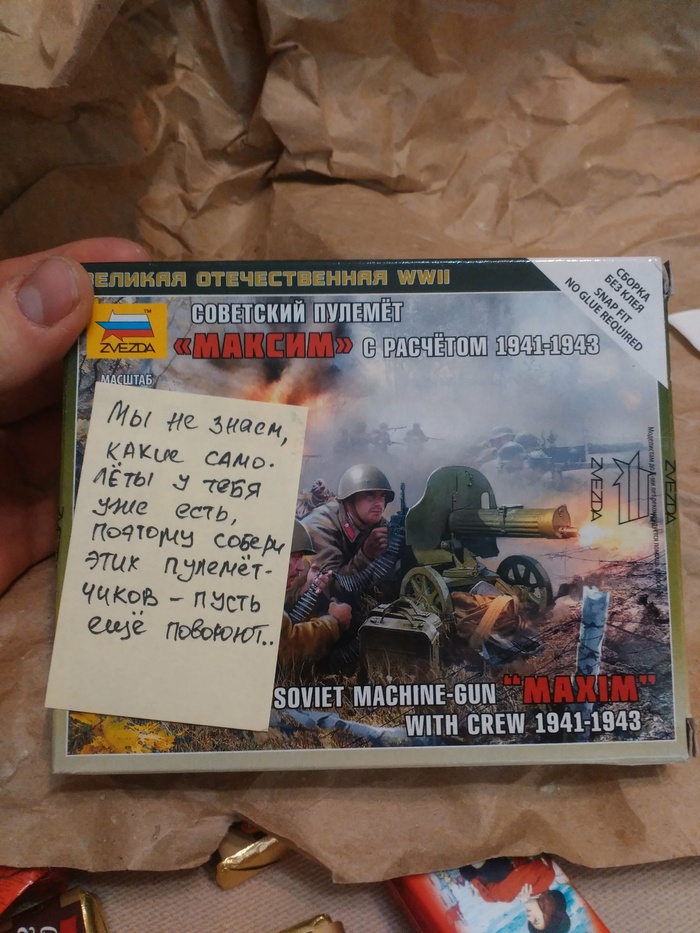 ВЕЛИКАЯ ОТЕЧЕСТВЕННАЯ WWII
СБОРКА
БЕЗ КЛЕЯ
SNAP FIT
NO GLUE REQUIRED
ZVEZDA
СОВЕТСКИЙ ПУЛЕМЁТ
«МАКСИМ» С РАСЧЁТОМ 1941-1943
МАСШТАБ
Мы не знаем,
какие само-
лёты у тебя
уже есть,
поэтому собери
этих пулемёт-
чиков - пусть
ещё повоюют..
ZVEZDA
ZVEZDA
SOVIET MACHINE-GUN "MAXIM"
WITH CREW 1941-1943